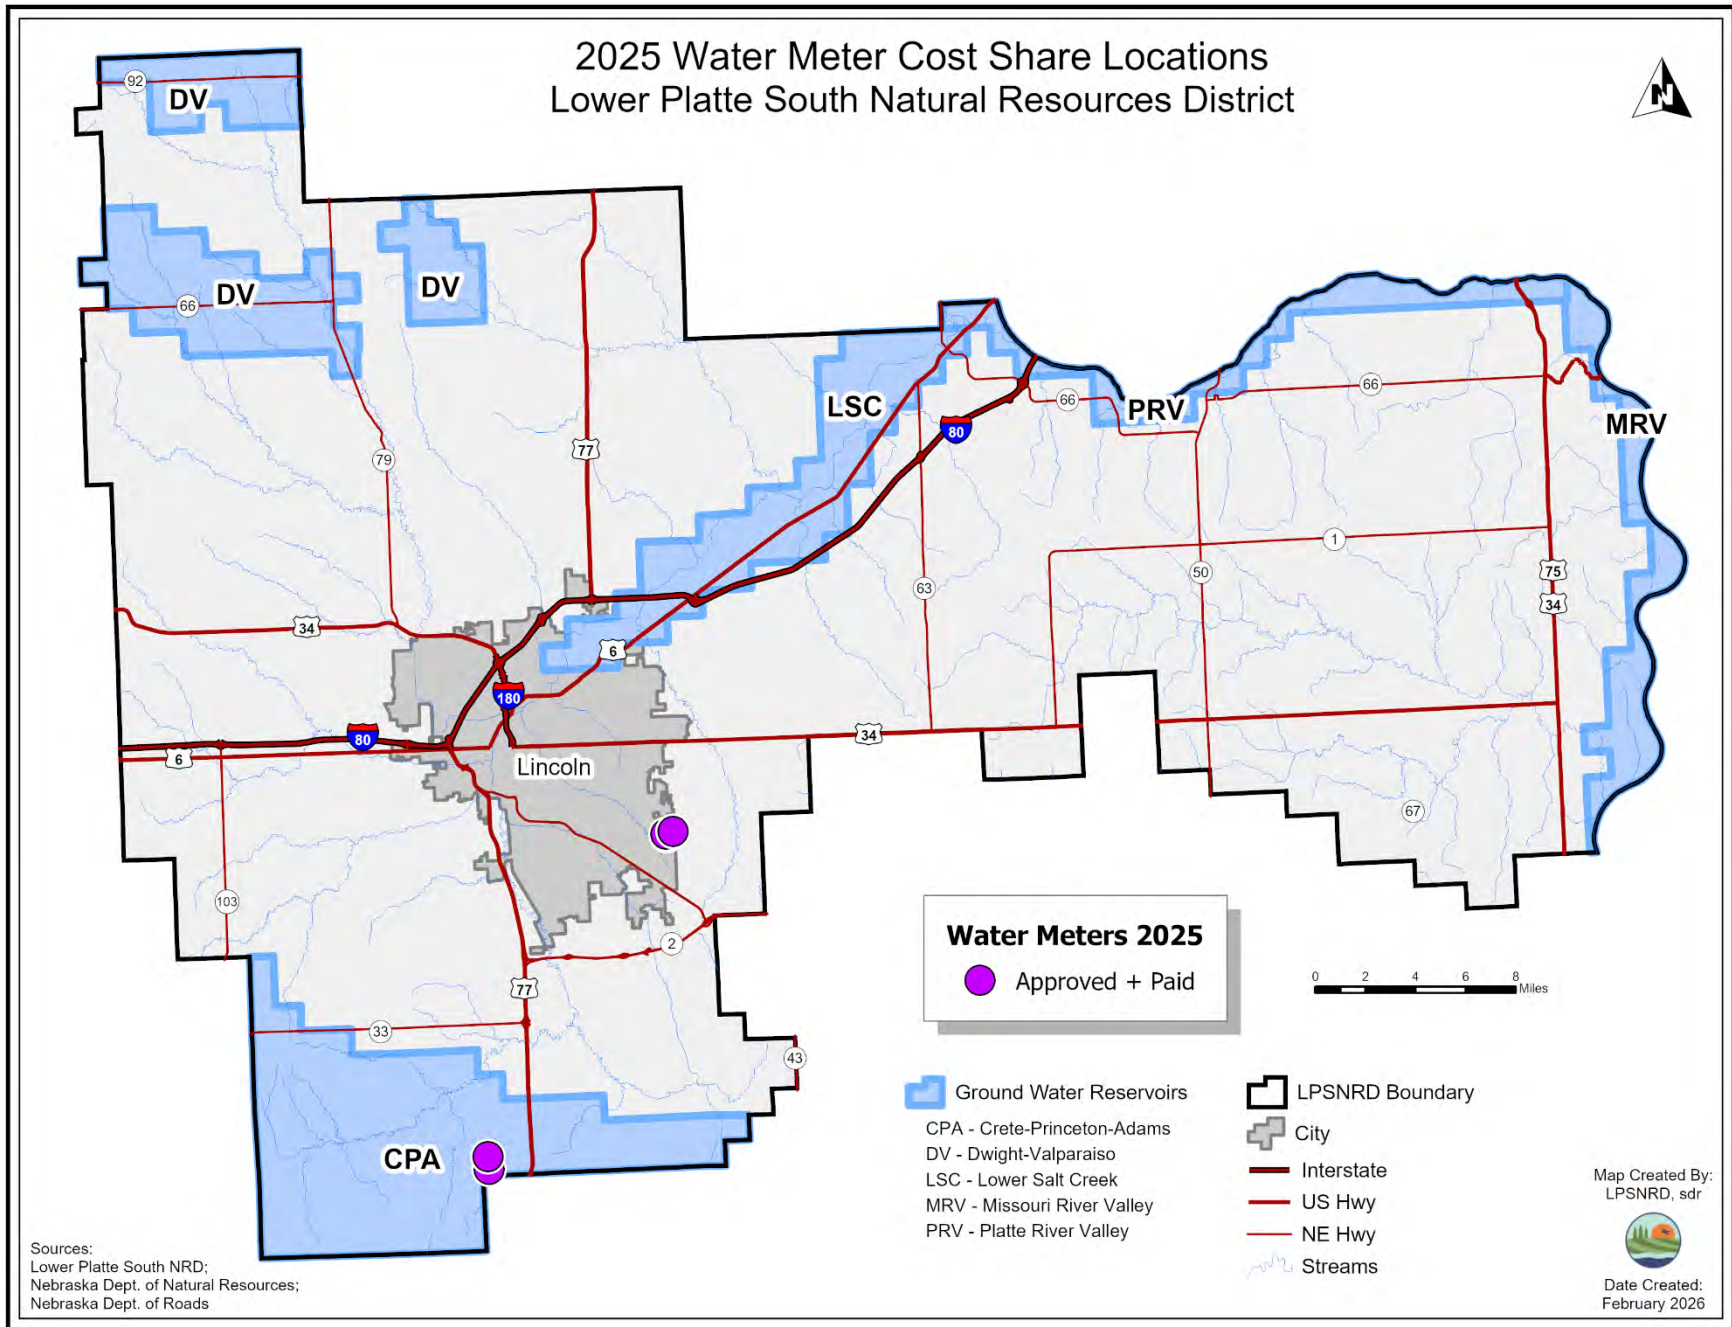 2025 Water Meter Cost Share Locations
Lower Platte South Natural Resources District
N
92
DV
DV
66
DV
79
77
LSC
80
66
PRV
66
MRV
1
50
63
75
34
34
6
180
80
6
Lincoln
34
67
103
2
77
33
43
CPA
Water Meters 2025
Approved + Paid
0 2 4 6 8
Miles
Ground Water Reservoirs
CPA - Crete-Princeton-Adams
DV - Dwight-Valparaiso
LSC - Lower Salt Creek
MRV - Missouri River Valley
PRV - Platte River Valley
LPSNRD Boundary
City
Interstate
US Hwy
NE Hwy
Streams
Map Created By:
LPSNRD, sdr
Date Created:
February 2026
Sources:
Lower Platte South NRD;
Nebraska Dept. of Natural Resources;
Nebraska Dept. of Roads